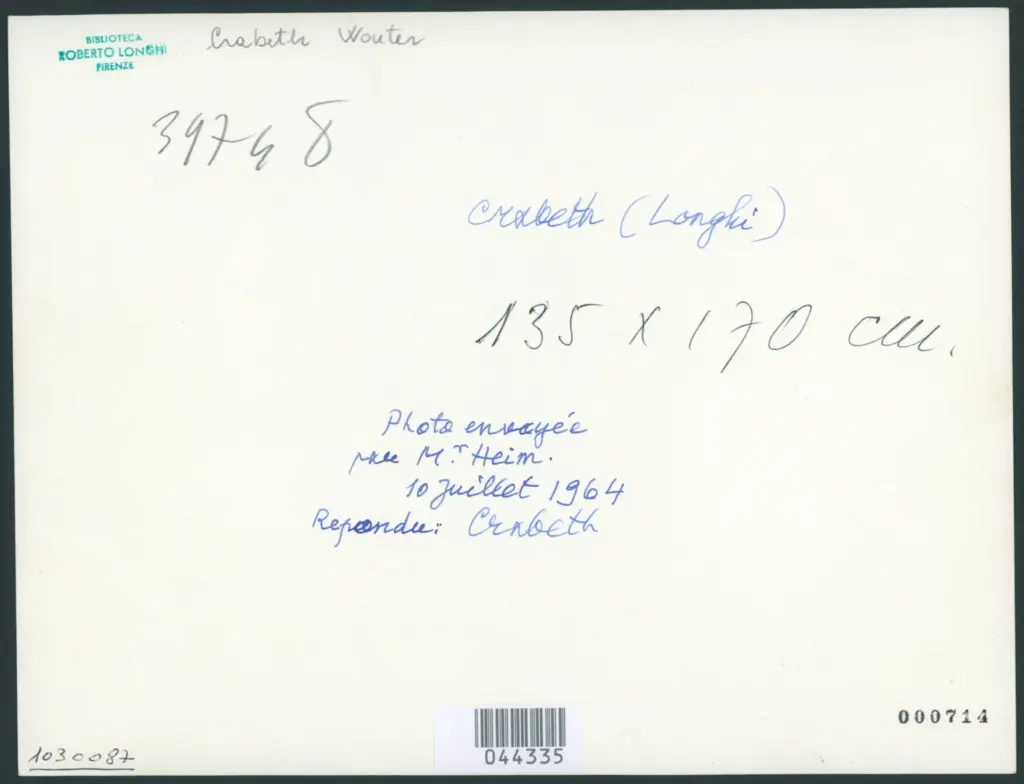 BIBLIOTECA
ROBERTO LONGHI
FIRENZE
Crabeth Wouter
3974 8
Crabeth (Longhi)
135 x 170 cm.
Photo envoyée
par M.r Heim.
10 Juillet 1964
Repondu: Crabeth
000714
044335
1030087